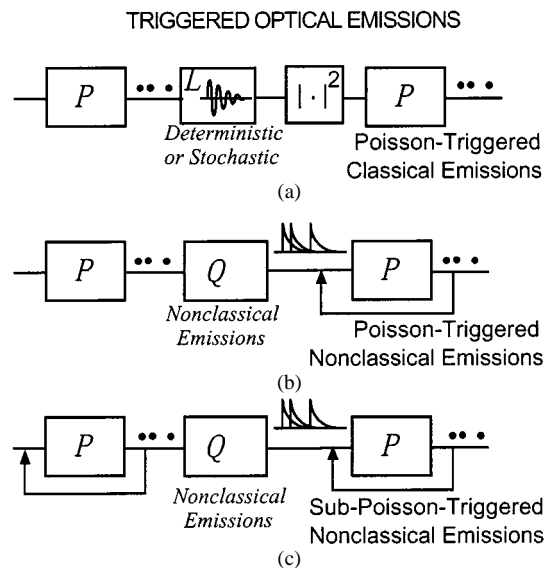 TRIGGERED OPTICAL EMISSIONS
P L |·|² P
Deterministic
or Stochastic
Poisson-Triggered
Classical Emissions
(a)
P Q P
Nonclassical
Emissions
Poisson-Triggered
Nonclassical Emissions
(b)
P Q P
Nonclassical
Emissions
Sub-Poisson-Triggered
Nonclassical Emissions
(c)